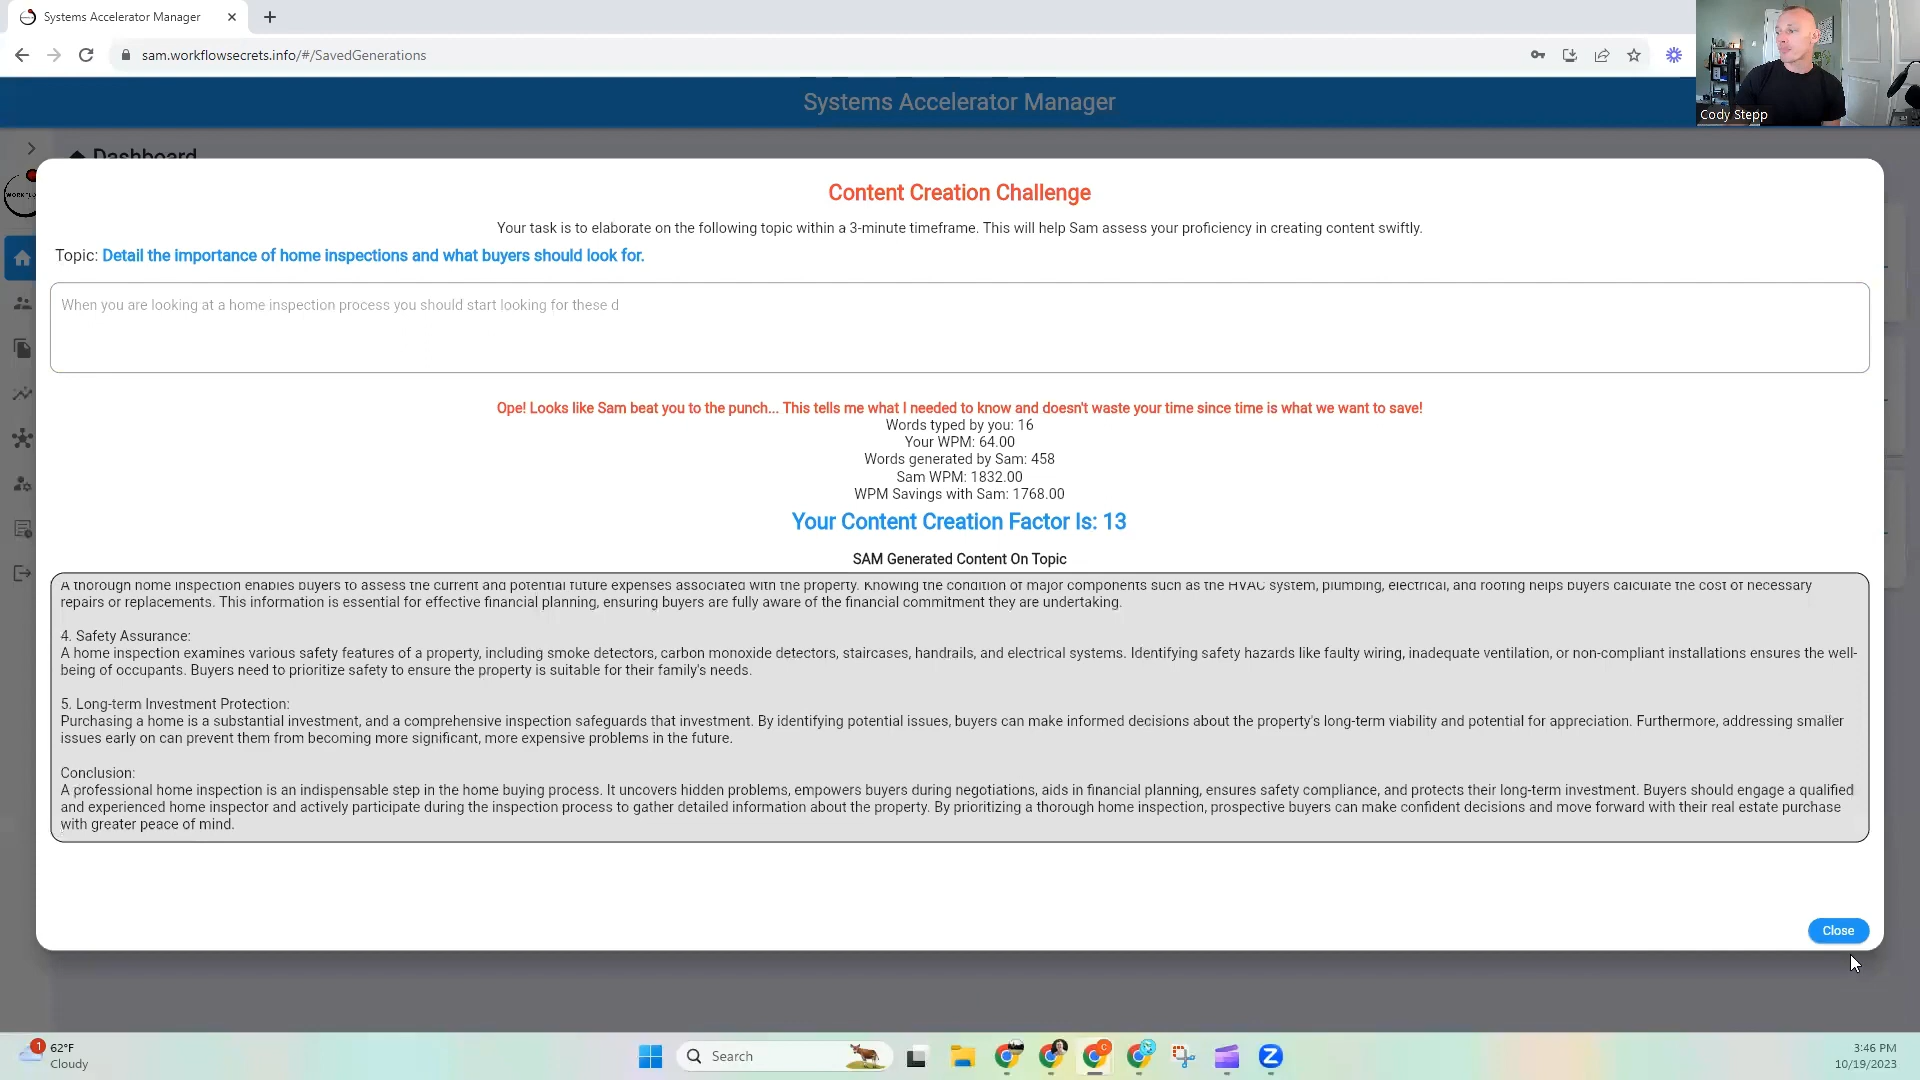 Systems Accelerator Manager
sam.workflowsecrets.info/#/SavedGenerations
Cody Stepp
Systems Accelerator Manager
Dashboard
Content Creation Challenge
Your task is to elaborate on the following topic within a 3-minute timeframe. This will help Sam assess your proficiency in creating content swiftly.
Topic: Detail the importance of home inspections and what buyers should look for.
When you are looking at a home inspection process you should start looking for these d
Ope! Looks like Sam beat you to the punch... This tells me what I needed to know and doesn't waste your time since time is what we want to save!
Words typed by you: 16
Your WPM: 64.00
Words generated by Sam: 458
Sam WPM: 1832.00
WPM Savings with Sam: 1768.00
Your Content Creation Factor Is: 13
SAM Generated Content On Topic
A thorough home inspection enables buyers to assess the current and potential future expenses associated with the property. Knowing the condition of major components such as the HVAC system, plumbing, electrical, and roofing helps buyers calculate the cost of necessary
repairs or replacements. This information is essential for effective financial planning, ensuring buyers are fully aware of the financial commitment they are undertaking.
4. Safety Assurance:
A home inspection examines various safety features of a property, including smoke detectors, carbon monoxide detectors, staircases, handrails, and electrical systems. Identifying safety hazards like faulty wiring, inadequate ventilation, or non-compliant installations ensures the well-
being of occupants. Buyers need to prioritize safety to ensure the property is suitable for their family's needs.
5. Long-term Investment Protection:
Purchasing a home is a substantial investment, and a comprehensive inspection safeguards that investment. By identifying potential issues, buyers can make informed decisions about the property's long-term viability and potential for appreciation. Furthermore, addressing smaller
issues early on can prevent them from becoming more significant, more expensive problems in the future.
Conclusion:
A professional home inspection is an indispensable step in the home buying process. It uncovers hidden problems, empowers buyers during negotiations, aids in financial planning, ensures safety compliance, and protects their long-term investment. Buyers should engage a qualified
and experienced home inspector and actively participate during the inspection process to gather detailed information about the property. By prioritizing a thorough home inspection, prospective buyers can make confident decisions and move forward with their real estate purchase
with greater peace of mind.
Close
1
62°F
Cloudy
Search
3:46 PM
10/19/2023